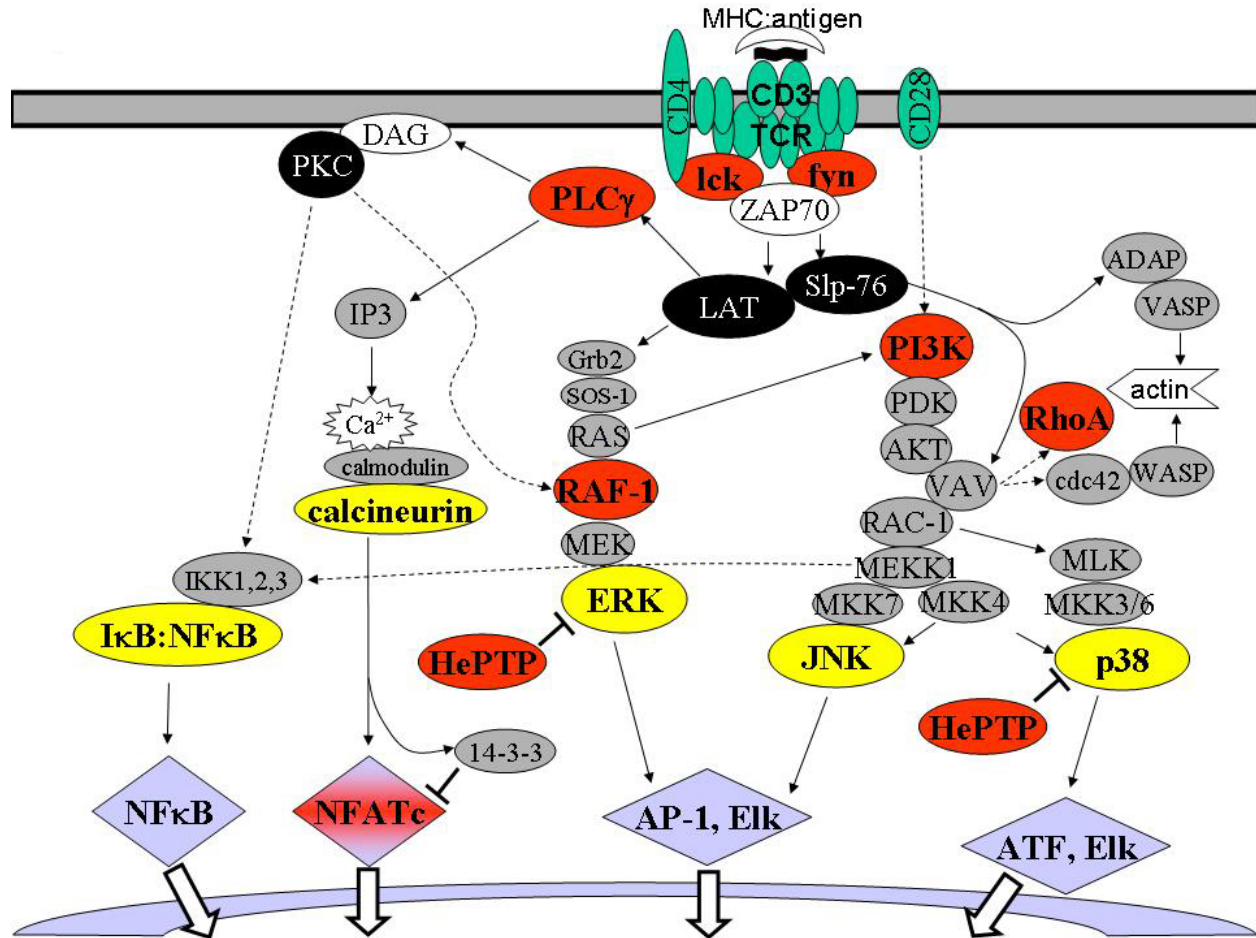 MHC:antigen
CD4
CD3
CD28
TCR
DAG
PKC
lck
fyn
PLCγ
ZAP70
ADAP
Slp-76
LAT
VASP
IP3
PI3K
Grb2
SOS-1
PDK
actin
RhoA
Ca2+
RAS
AKT
calmodulin
RAF-1
VAV
cdc42
WASP
calcineurin
RAC-1
MEK
MLK
IKK1,2,3
MEKK1
ERK
MKK7
MKK4
MKK3/6
IκB:NFκB
HePTP
JNK
p38
HePTP
14-3-3
NFκB
NFATc
AP-1, Elk
ATF, Elk